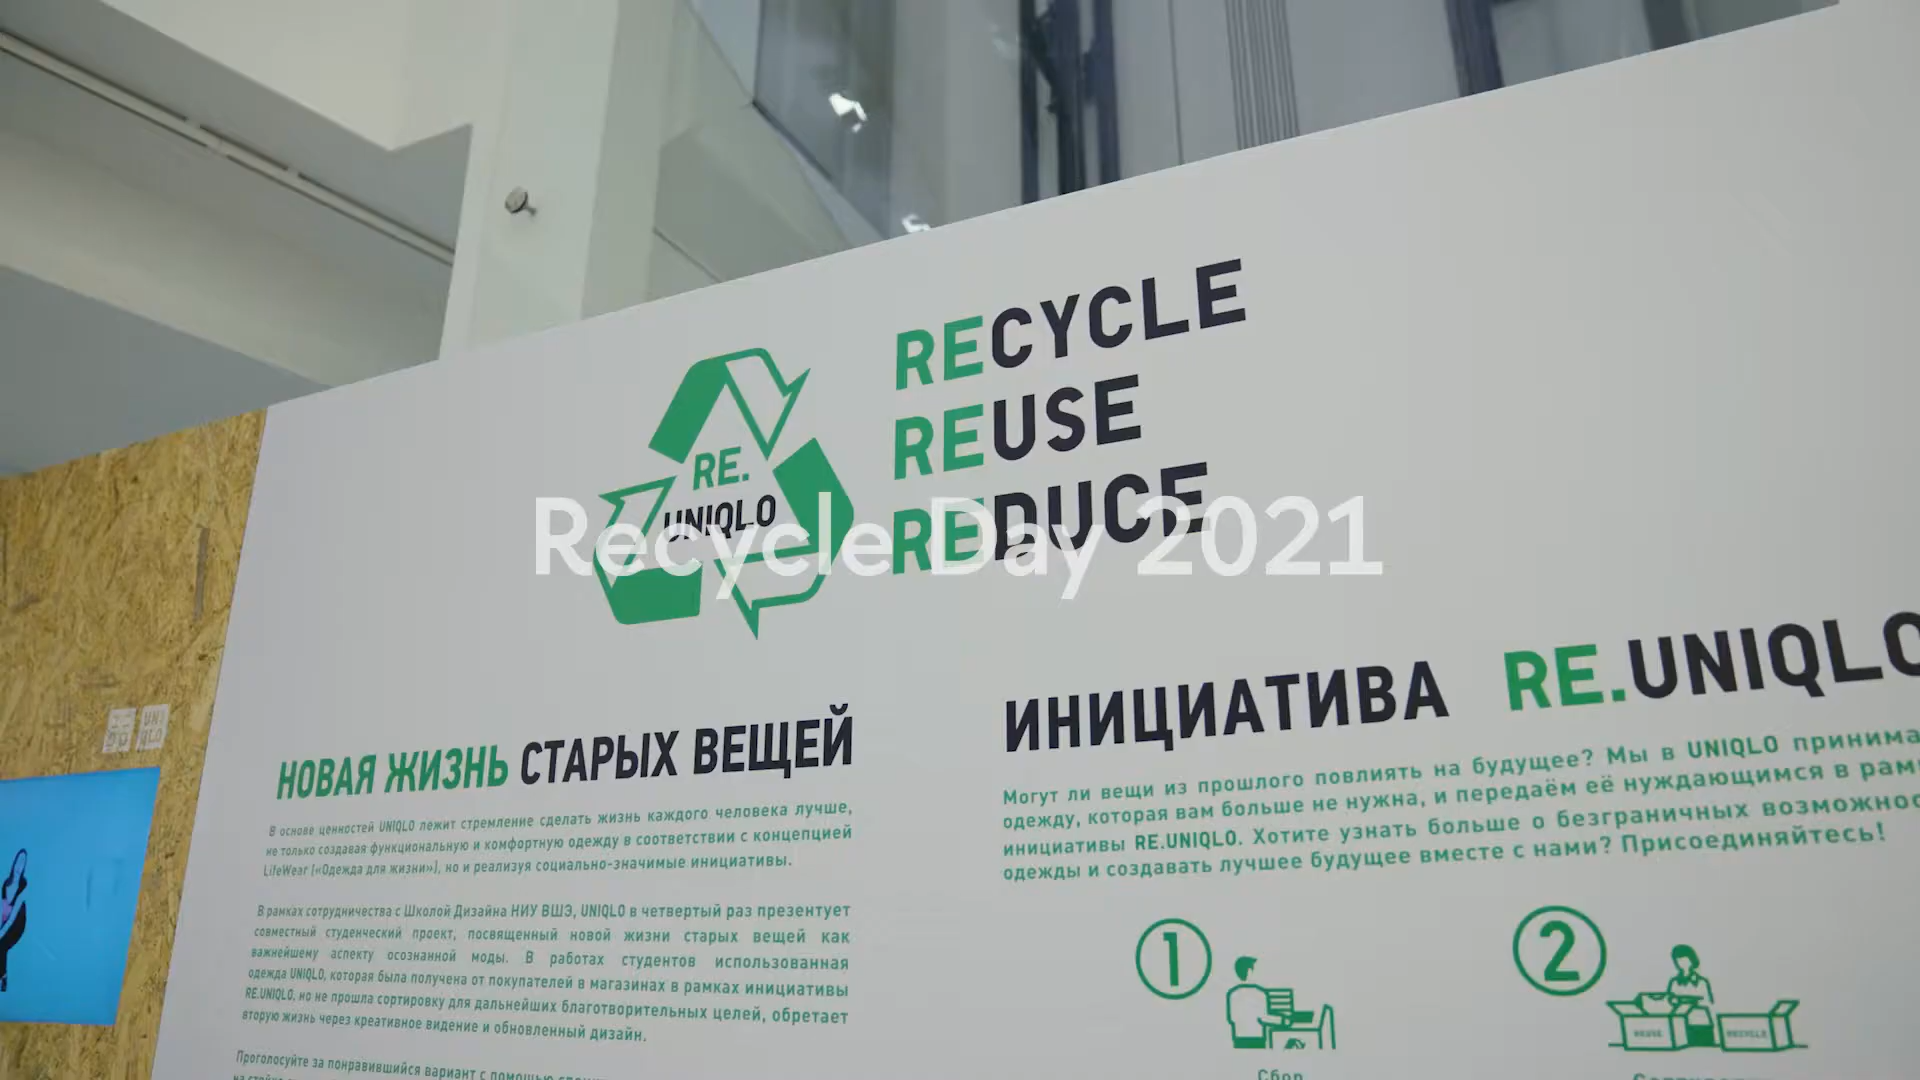 RECYCLE
REUSE
REDUCE
RE.
UNIQLO
Recycle Day 2021
НОВАЯ ЖИЗНЬ СТАРЫХ ВЕЩЕЙ
В основе ценностей UNIQLO лежит стремление сделать жизнь каждого человека лучше,
не только создавая функциональную и комфортную одежду в соответствии с концепцией
LifeWear («Одежда для жизни»), но и реализуя социально-значимые инициативы.
В рамках сотрудничества с Школой Дизайна НИУ ВШЭ, UNIQLO в четвертый раз презентует
совместный студенческий проект, посвященный новой жизни старых вещей как
важнейшему аспекту осознанной моды. В работах студентов использованная
одежда UNIQLO, которая была получена от покупателей в магазинах в рамках инициативы
RE.UNIQLO, но не прошла сортировку для дальнейших благотворительных целей, обретает
вторую жизнь через креативное видение и обновленный дизайн.
Проголосуйте за понравившийся вариант с помощью
ИНИЦИАТИВА RE.UNIQLO
Могут ли вещи из прошлого повлиять на будущее? Мы в UNIQLO принима
одежду, которая вам больше не нужна, и передаём её нуждающимся в рам
инициативы RE.UNIQLO. Хотите узнать больше о безграничных возможнос
одежды и создавать лучшее будущее вместе с нами? Присоединяйтесь!
1
2
REUSE
RECYCLE
Сбор
UNI
QLO